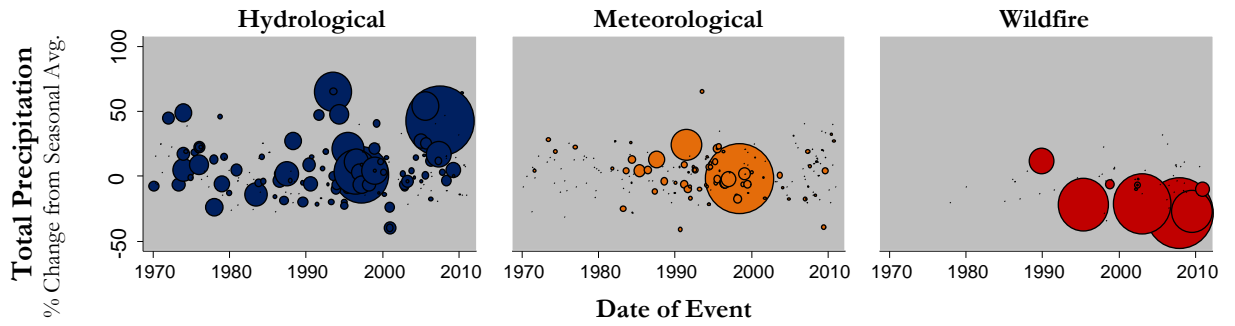 Hydrological
Meteorological
Wildfire
Total Precipitation
% Change from Seasonal Avg.
100
50
0
-50
1970 1980 1990 2000 2010
1970 1980 1990 2000 2010
1970 1980 1990 2000 2010
Date of Event